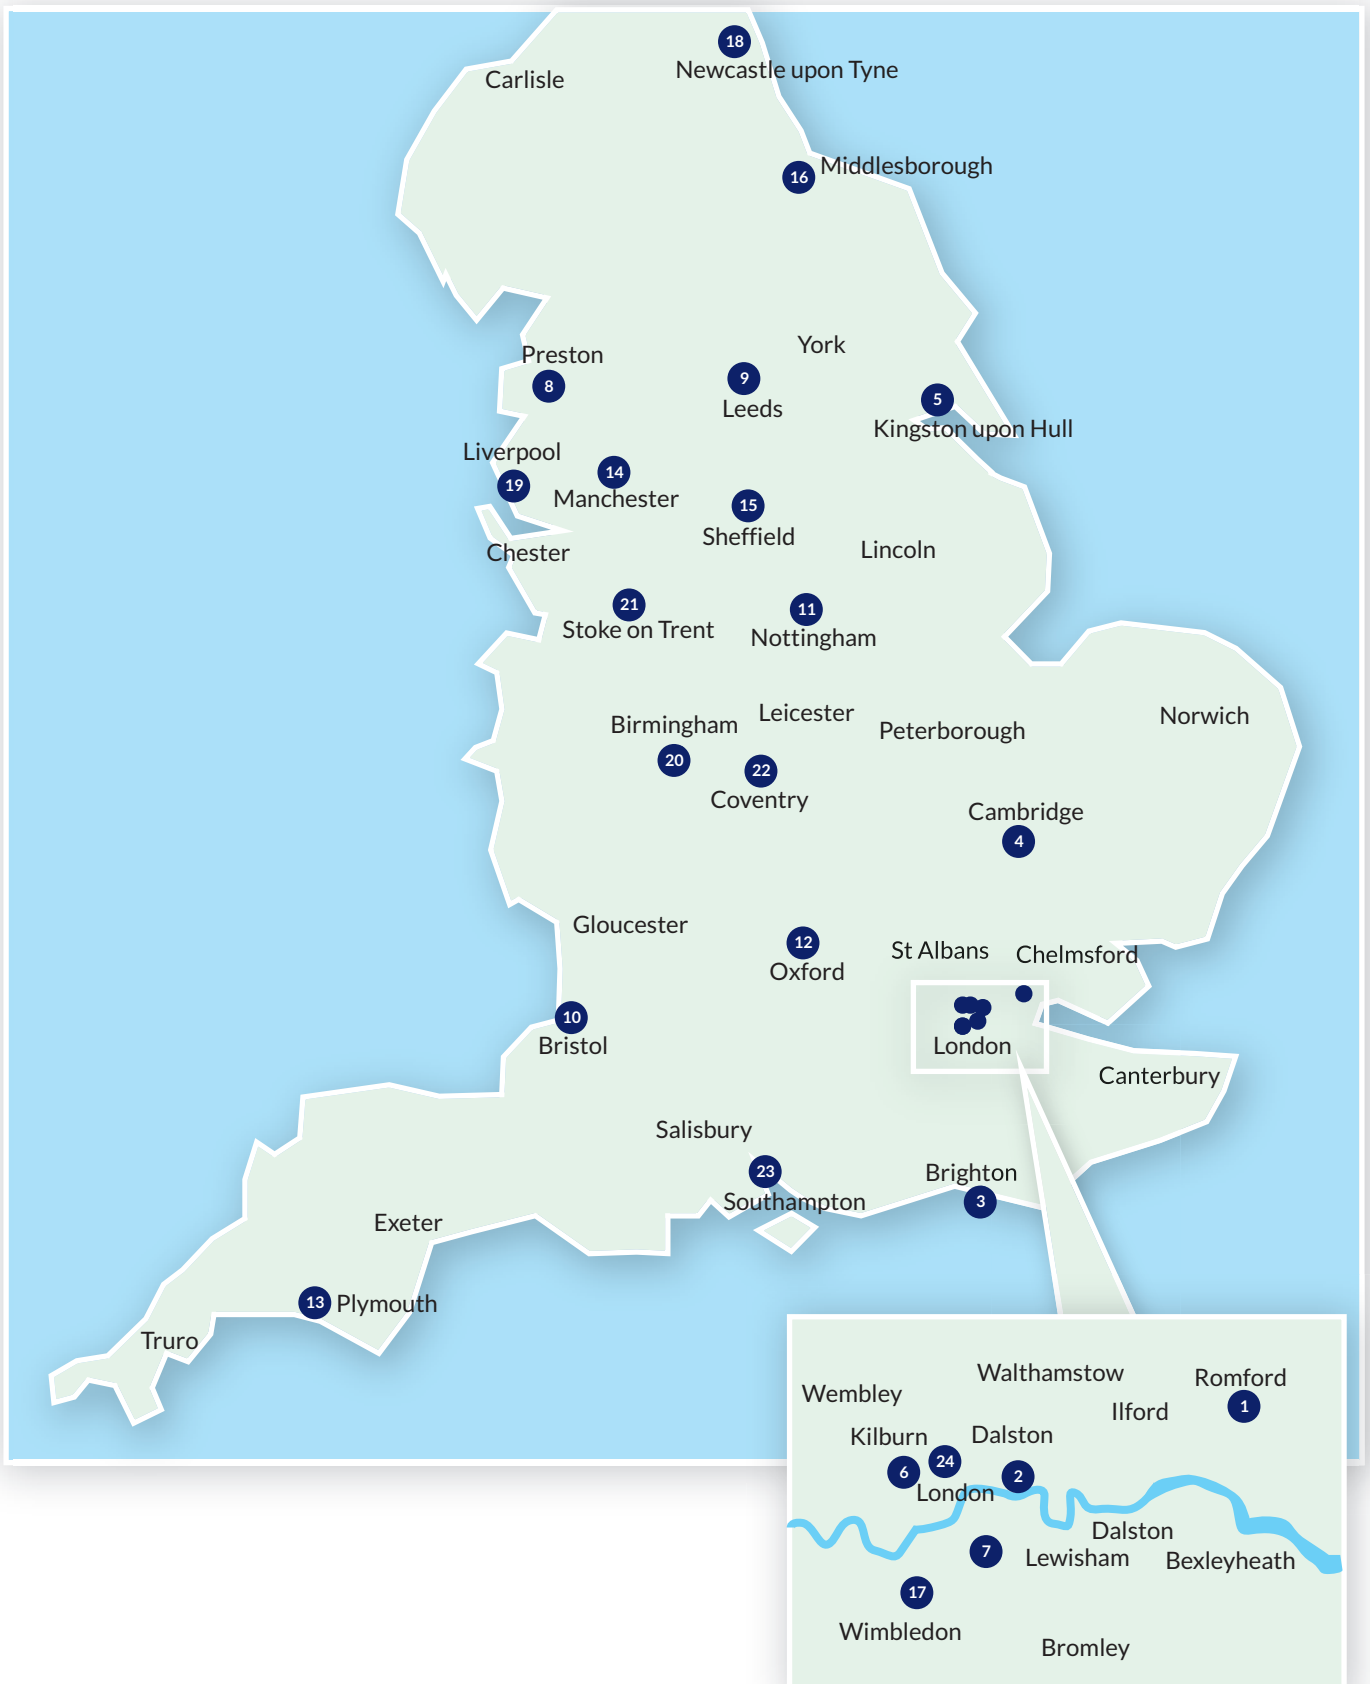 18
Newcastle upon Tyne
Carlisle
16
Middlesborough
York
Preston
8
9
Leeds
5
Kingston upon Hull
Liverpool
19
14
Manchester
15
Sheffield
Chester
Lincoln
21
Stoke on Trent
11
Nottingham
Birmingham
Leicester
Peterborough
Norwich
20
22
Coventry
Cambridge
4
Gloucester
12
Oxford
St Albans
Chelmsford
10
Bristol
London
Canterbury
Salisbury
23
Southampton
Brighton
3
Exeter
13
Plymouth
Truro
Walthamstow
Romford
1
Wembley
Ilford
Kilburn
Dalston
6
24
London
2
Dalston
7
Lewisham
Bexleyheath
17
Wimbledon
Bromley